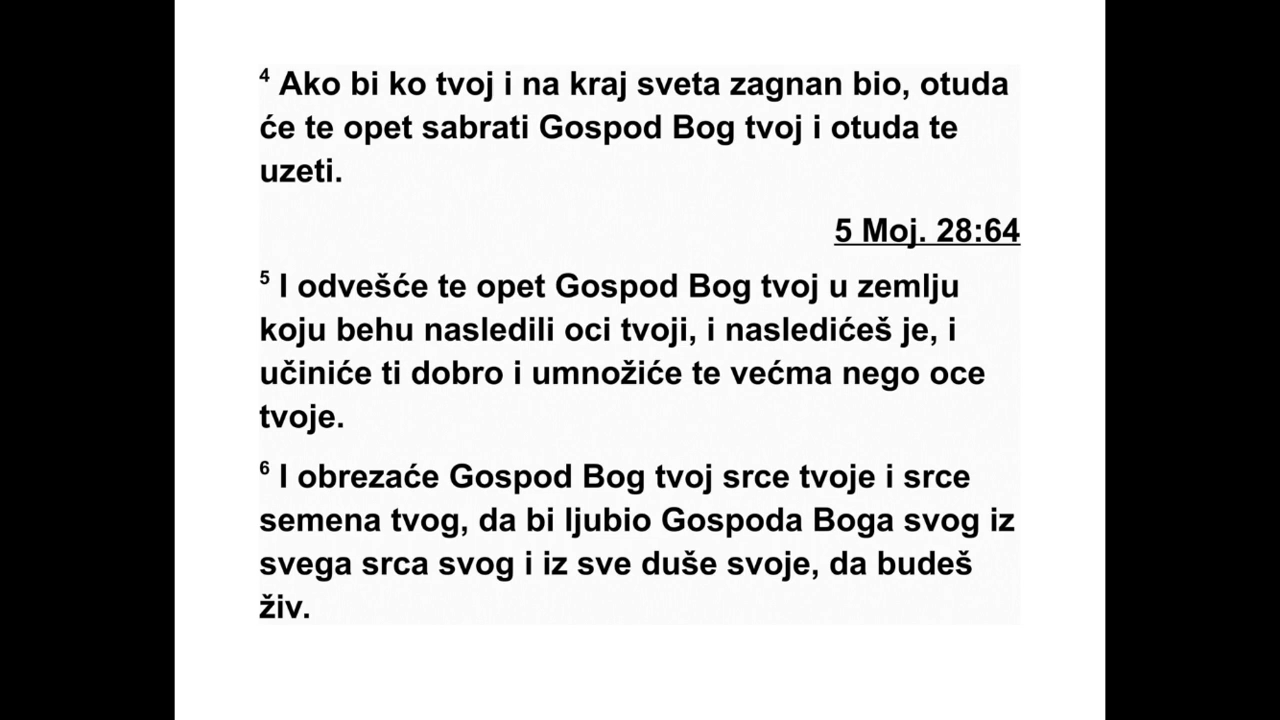 4 Ako bi ko tvoj i na kraj sveta zagnan bio, otuda
će te opet sabrati Gospod Bog tvoj i otuda te
uzeti.
5 Moj. 28:64
5 I odvešće te opet Gospod Bog tvoj u zemlju
koju behu nasledili oci tvoji, i nasledićeš je, i
učiniće ti dobro i umnožiće te većma nego oce
tvoje.
6 I obrezaće Gospod Bog tvoj srce tvoje i srce
semena tvog, da bi ljubio Gospoda Boga svog iz
svega srca svog i iz sve duše svoje, da budeš
živ.